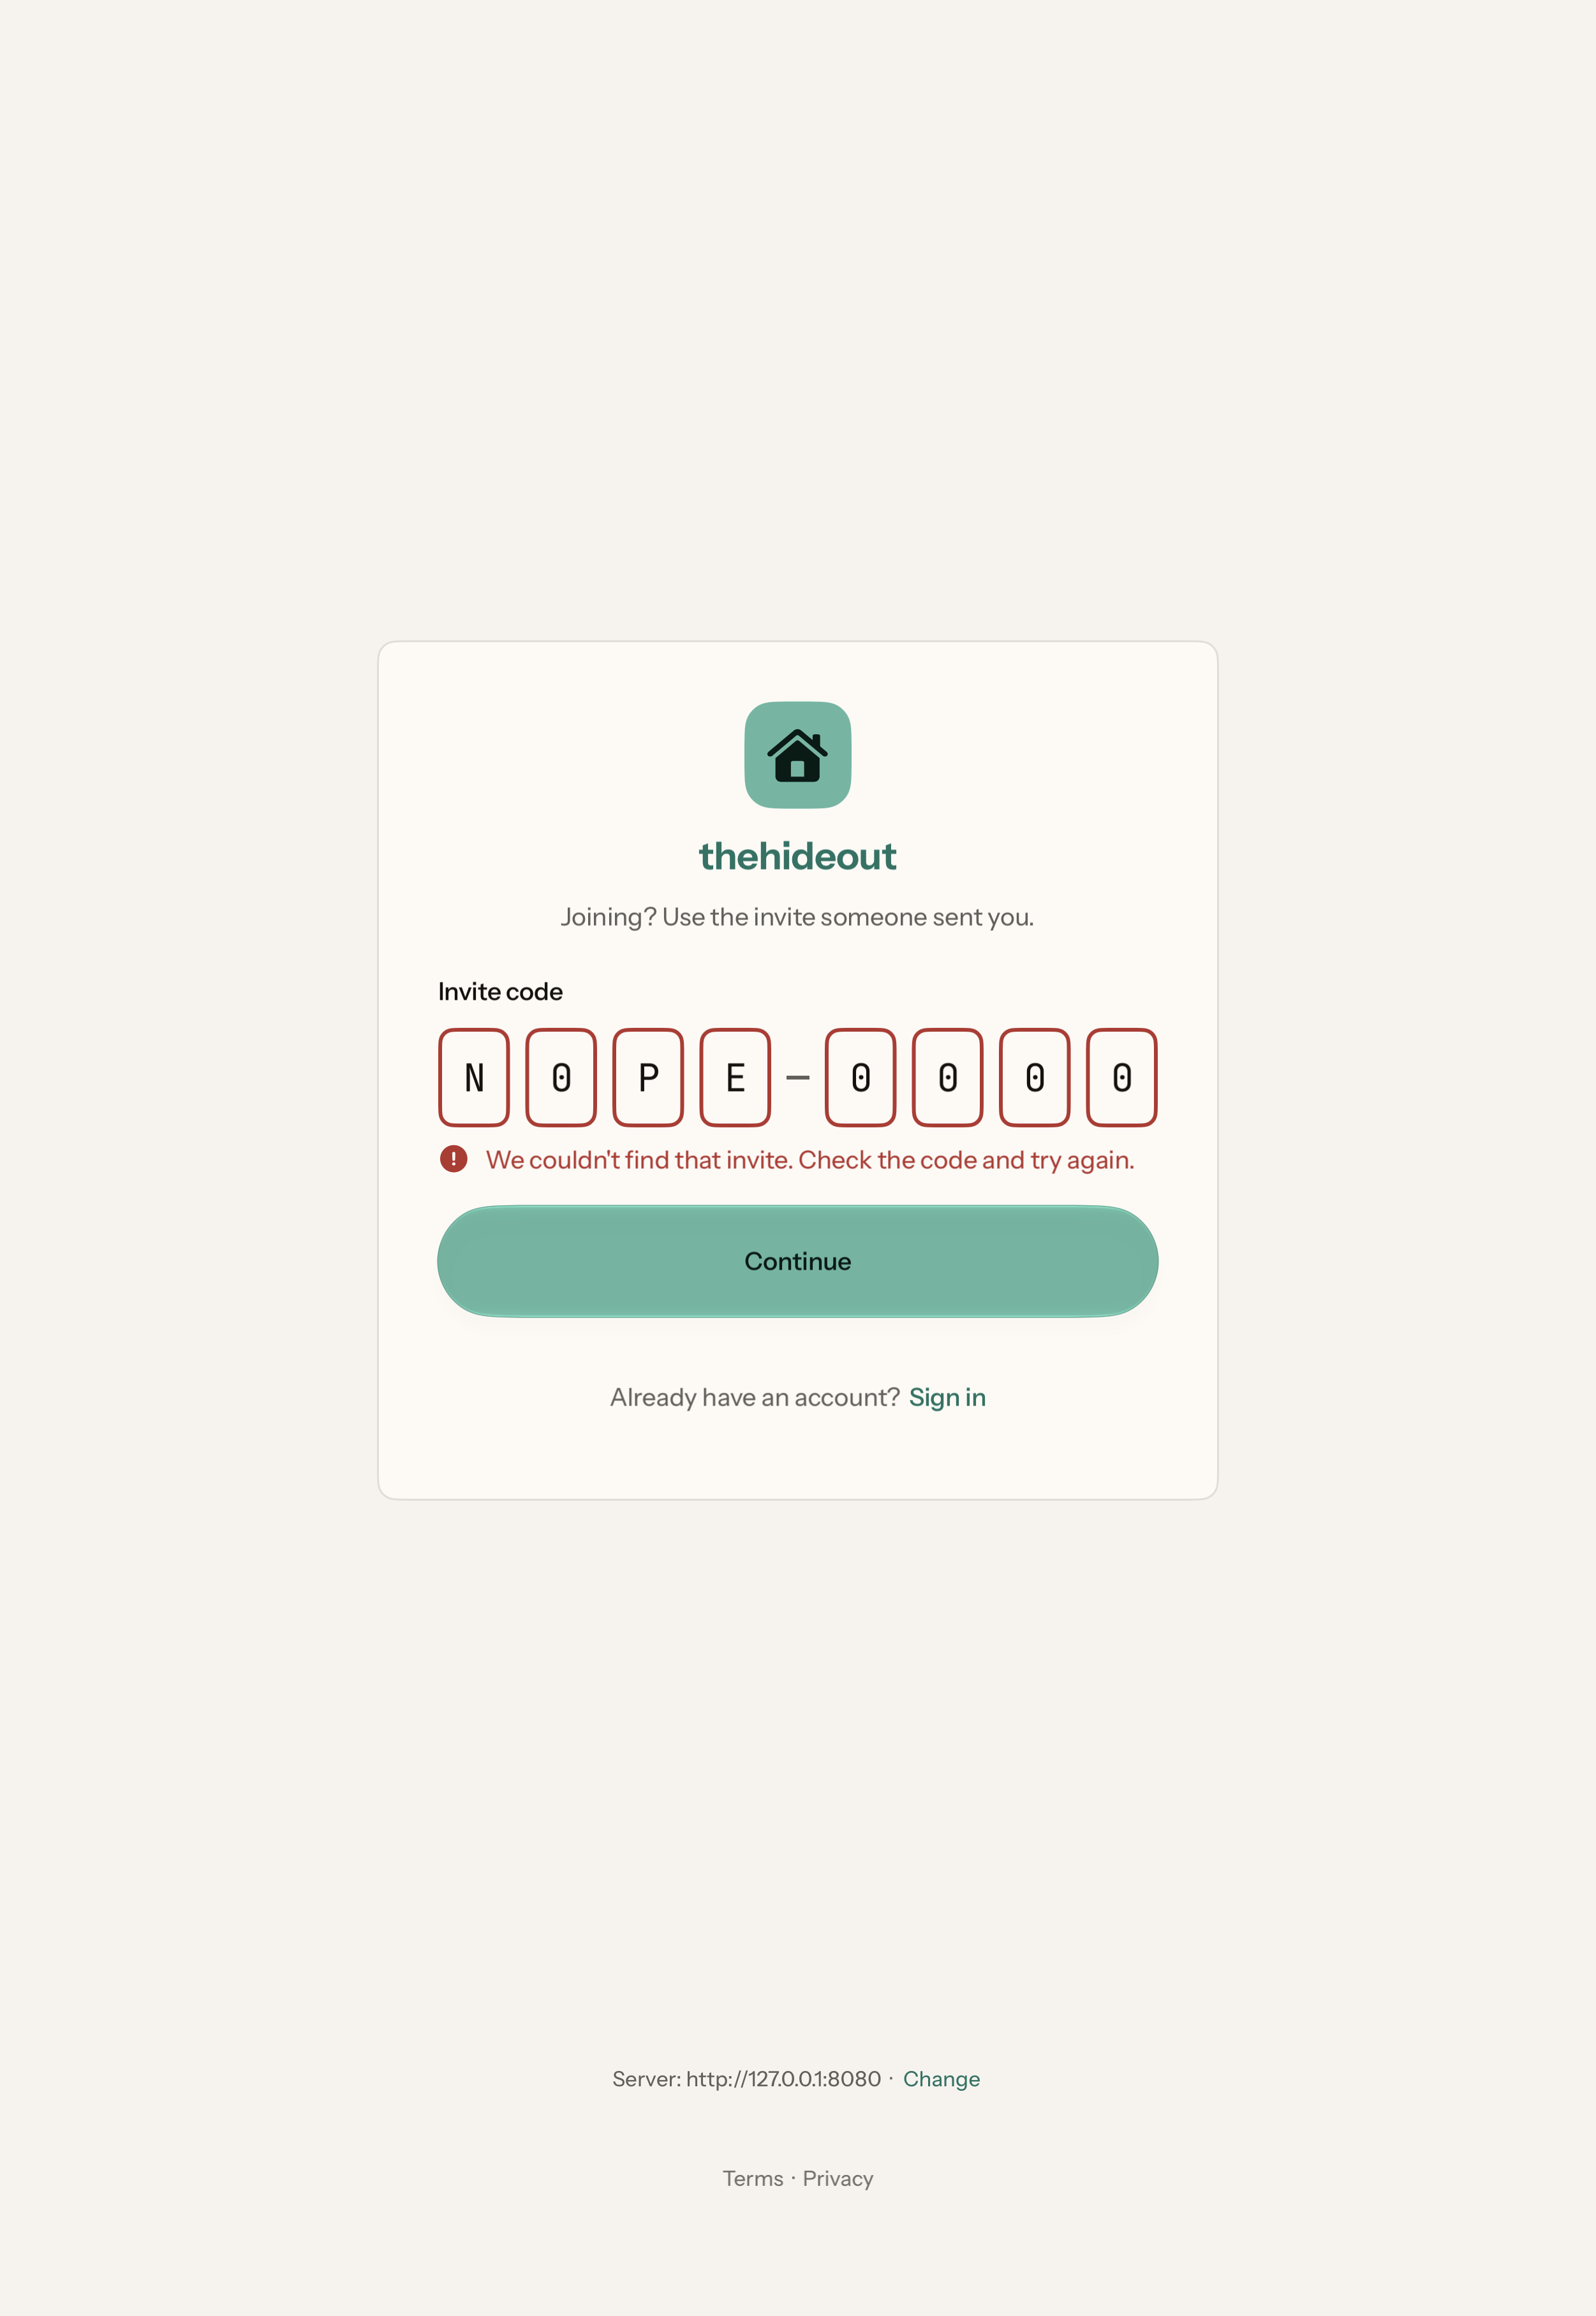 thehideout
Joining? Use the invite someone sent you.
Invite code
N 0 P E – 0 0 0 0
We couldn't find that invite. Check the code and try again.
Continue
Already have an account? Sign in
Server: http://127.0.0.1:8080 · Change
Terms · Privacy